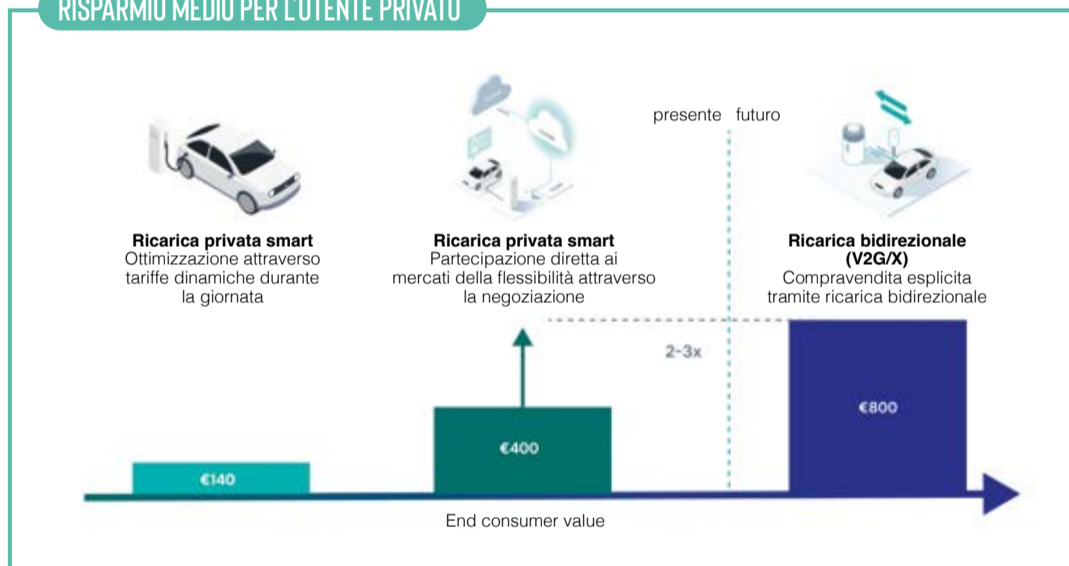 RISPARMIO MEDIO PER L'UTENTE PRIVATO
presente futuro
Ricarica privata smart
Ottimizzazione attraverso
tariffe dinamiche durante
la giornata
Ricarica privata smart
Partecipazione diretta ai
mercati della flessibilità attraverso
la negoziazione
Ricarica bidirezionale
(V2G/X)
Compravendita esplicita
tramite ricarica bidirezionale
2-3x
€140
€400
€800
End consumer value